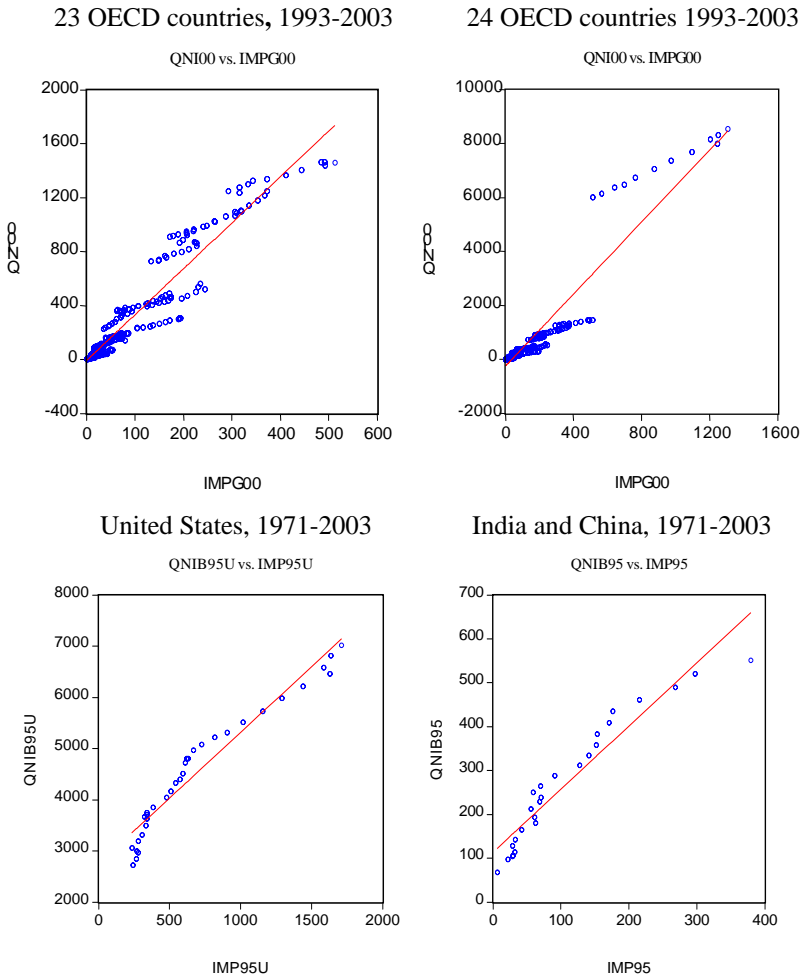 23 OECD countries, 1993-2003
QNI00 vs. IMPG00
2000
1600
1200
800
400
0
-400
QNI00
0 100 200 300 400 500 600
IMPG00
24 OECD countries 1993-2003
QNI00 vs. IMPG00
10000
8000
6000
4000
2000
0
-2000
QNI00
0 400 800 1200 1600
IMPG00
United States, 1971-2003
QNIB95U vs. IMP95U
8000
7000
6000
5000
4000
3000
2000
QNIB95U
0 500 1000 1500 2000
IMP95U
India and China, 1971-2003
QNIB95 vs. IMP95
700
600
500
400
300
200
100
0
QNIB95
0 100 200 300 400
IMP95